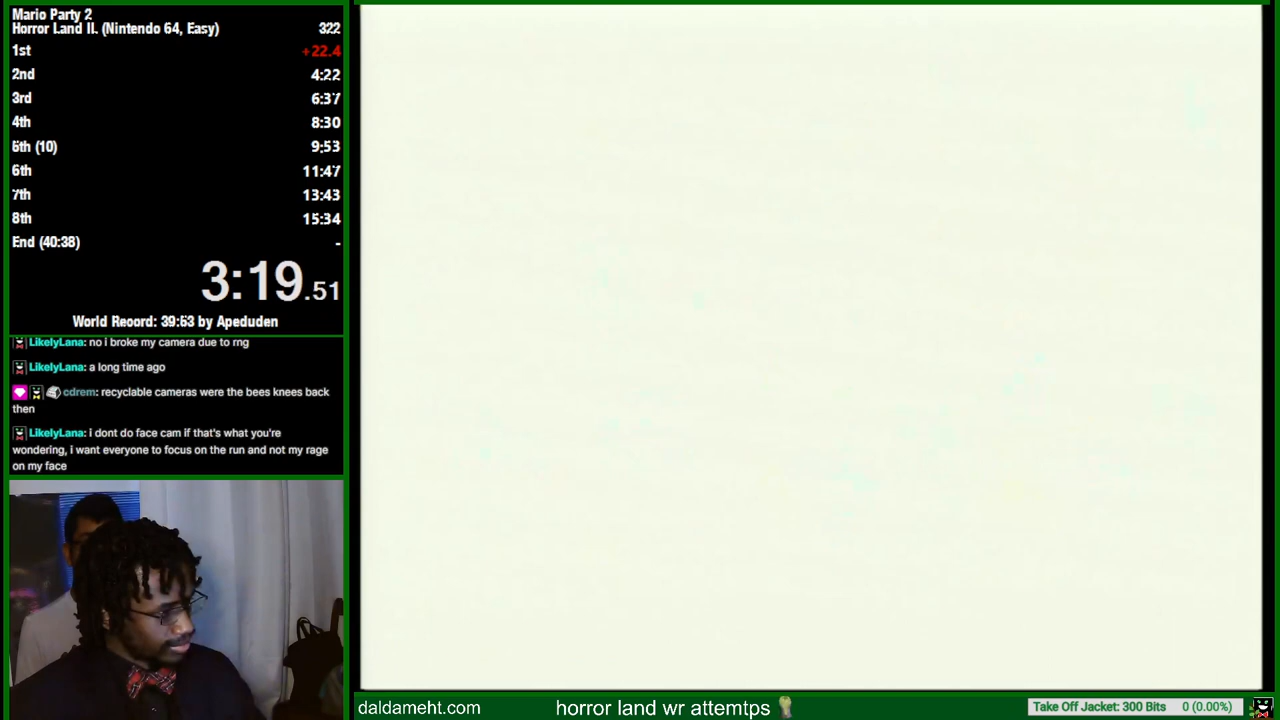 Mario Party 2
Horror Land II. (Nintendo 64, Easy) 322
1st +22.4
2nd 4:22
3rd 6:37
4th 8:30
5th (10) 9:53
6th 11:47
7th 13:43
8th 15:34
End (40:38) -
3:19.51
World Record: 39:53 by Apeduden
LikelyLana: no i broke my camera due to rng
LikelyLana: a long time ago
cdrem: recyclable cameras were the bees knees back
then
LikelyLana: i dont do face cam if that's what you're
wondering, i want everyone to focus on the run and not my rage
on my face
daldameht.com
horror land wr attemtps
Take Off Jacket: 300 Bits 0 (0.00%)